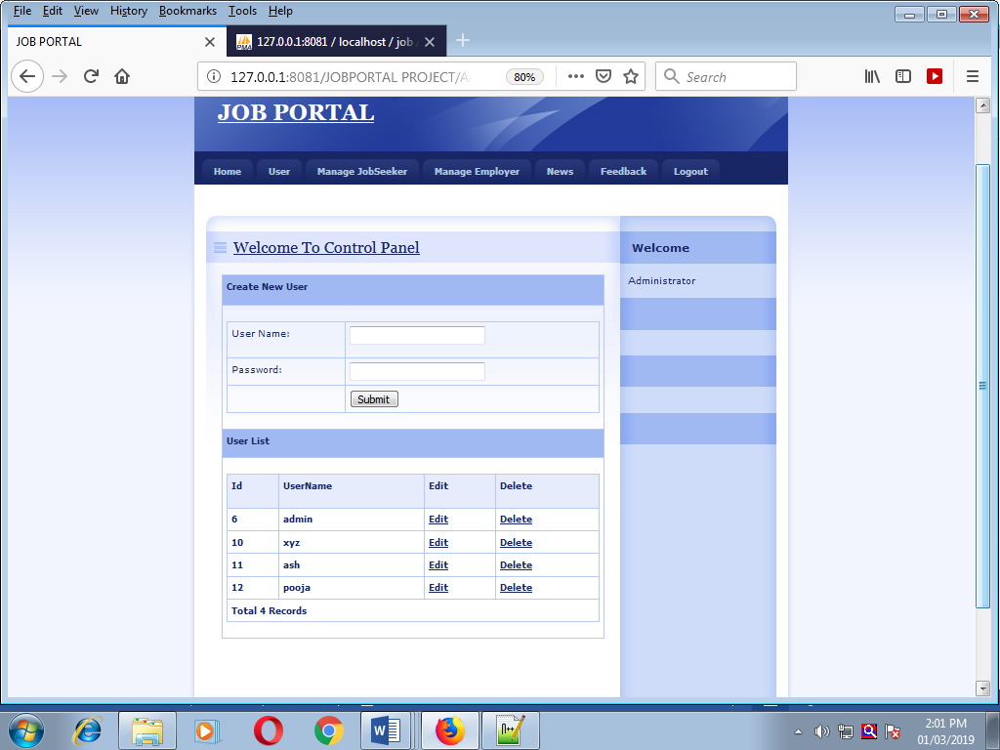 File Edit View History Bookmarks Tools Help
JOB PORTAL
PMA 127.0.0.1:8081 / localhost / job
127.0.0.1:8081/JOBPORTAL PROJECT/A 80% Search
JOB PORTAL
Home User Manage JobSeeker Manage Employer News Feedback Logout
Welcome To Control Panel
Welcome
Administrator
Create New User
User Name:
Password:
Submit
User List
Id UserName Edit Delete
6 admin Edit Delete
10 xyz Edit Delete
11 ash Edit Delete
12 pooja Edit Delete
Total 4 Records
2:01 PM
01/03/2019